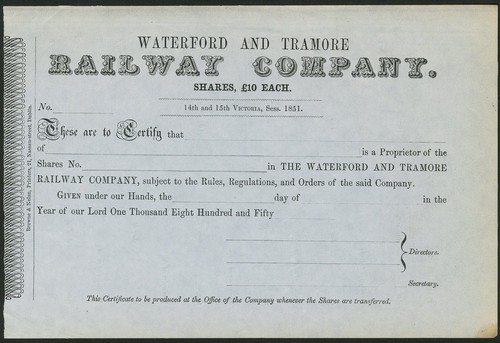 WATERFORD AND TRAMORE
RAILWAY COMPANY.
SHARES, £10 EACH.
No.
14th and 15th VICTORIA, Sess. 1851.
These are to Certify that
of is a Proprietor of the
Shares No. in THE WATERFORD AND TRAMORE
RAILWAY COMPANY, subject to the Rules, Regulations, and Orders of the said Company.
GIVEN under our Hands, the day of in the
Year of our Lord One Thousand Eight Hundred and Fifty
Directors.
Secretary.
This Certificate to be produced at the Office of the Company whenever the Shares are transferred.
Printers, Dublin.